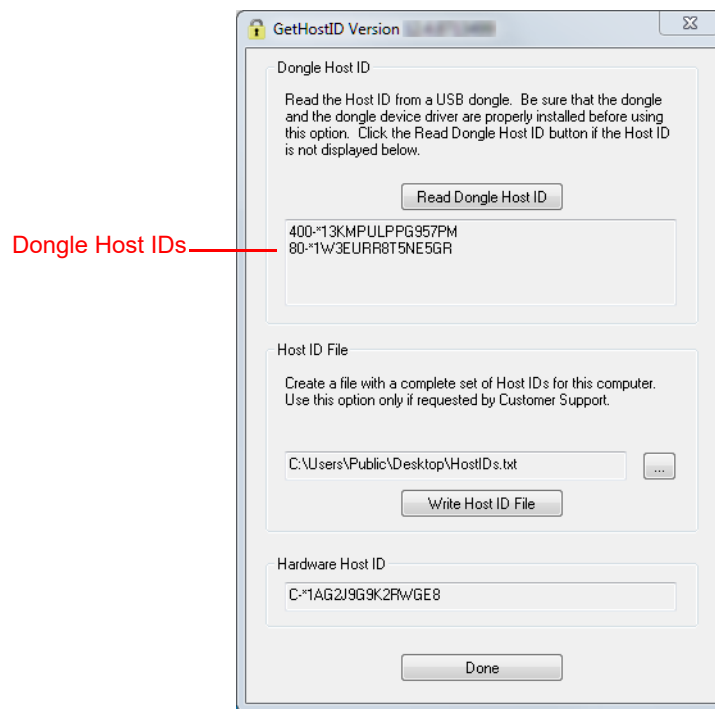 GetHostID Version
Dongle Host ID
Read the Host ID from a USB dongle. Be sure that the dongle
and the dongle device driver are properly installed before using
this option. Click the Read Dongle Host ID button if the Host ID
is not displayed below.
Read Dongle Host ID
Dongle Host IDs
400-*13KMPULPPG957PM
80-*1W3EURR8T5NE5GR
Host ID File
Create a file with a complete set of Host IDs for this computer.
Use this option only if requested by Customer Support.
C:\Users\Public\Desktop\HostIDs.txt
...
Write Host ID File
Hardware Host ID
C-*1AG2J9G9K2RWGE8
Done